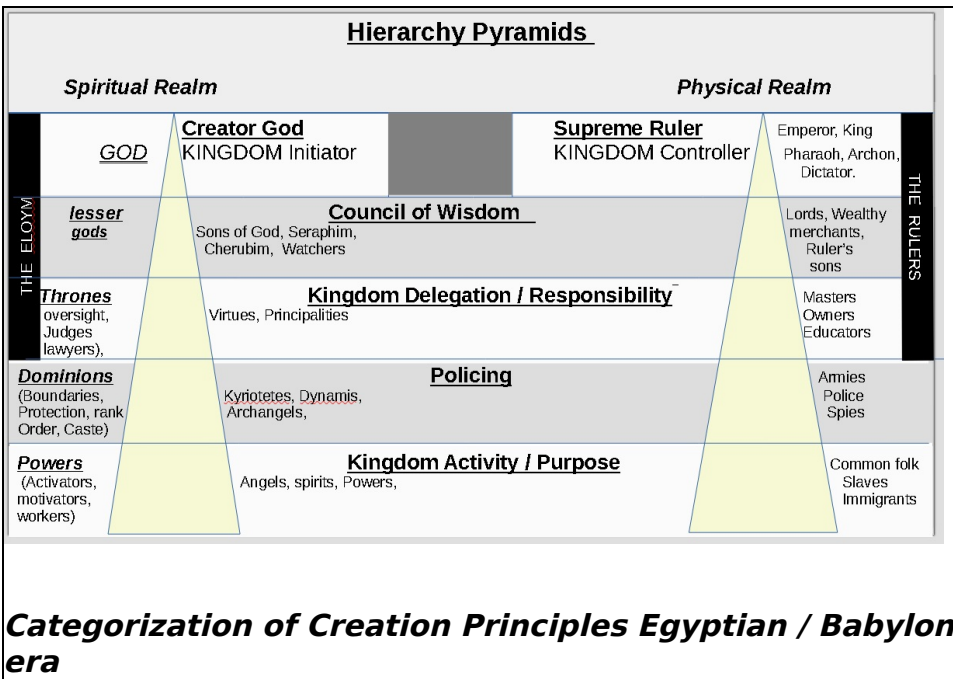 Hierarchy Pyramids
Spiritual Realm
Physical Realm
THE ELOYM
GOD
Creator God
KINGDOM Initiator
Supreme Ruler
KINGDOM Controller
Emperor, King
Pharaoh, Archon,
Dictator.
THE RULERS
lesser
gods
Council of Wisdom
Sons of God, Seraphim,
Cherubim, Watchers
Lords, Wealthy
merchants,
Ruler's
sons
Thrones
oversight,
Judges
lawyers),
Kingdom Delegation / Responsibility
Virtues, Principalities
Masters
Owners
Educators
Dominions
(Boundaries,
Protection, rank
Order, Caste)
Policing
Kyriotetes, Dynamis,
Archangels,
Armies
Police
Spies
Powers
(Activators,
motivators,
workers)
Kingdom Activity / Purpose
Angels, spirits, Powers,
Common folk
Slaves
Immigrants
Categorization of Creation Principles Egyptian / Babylon
era